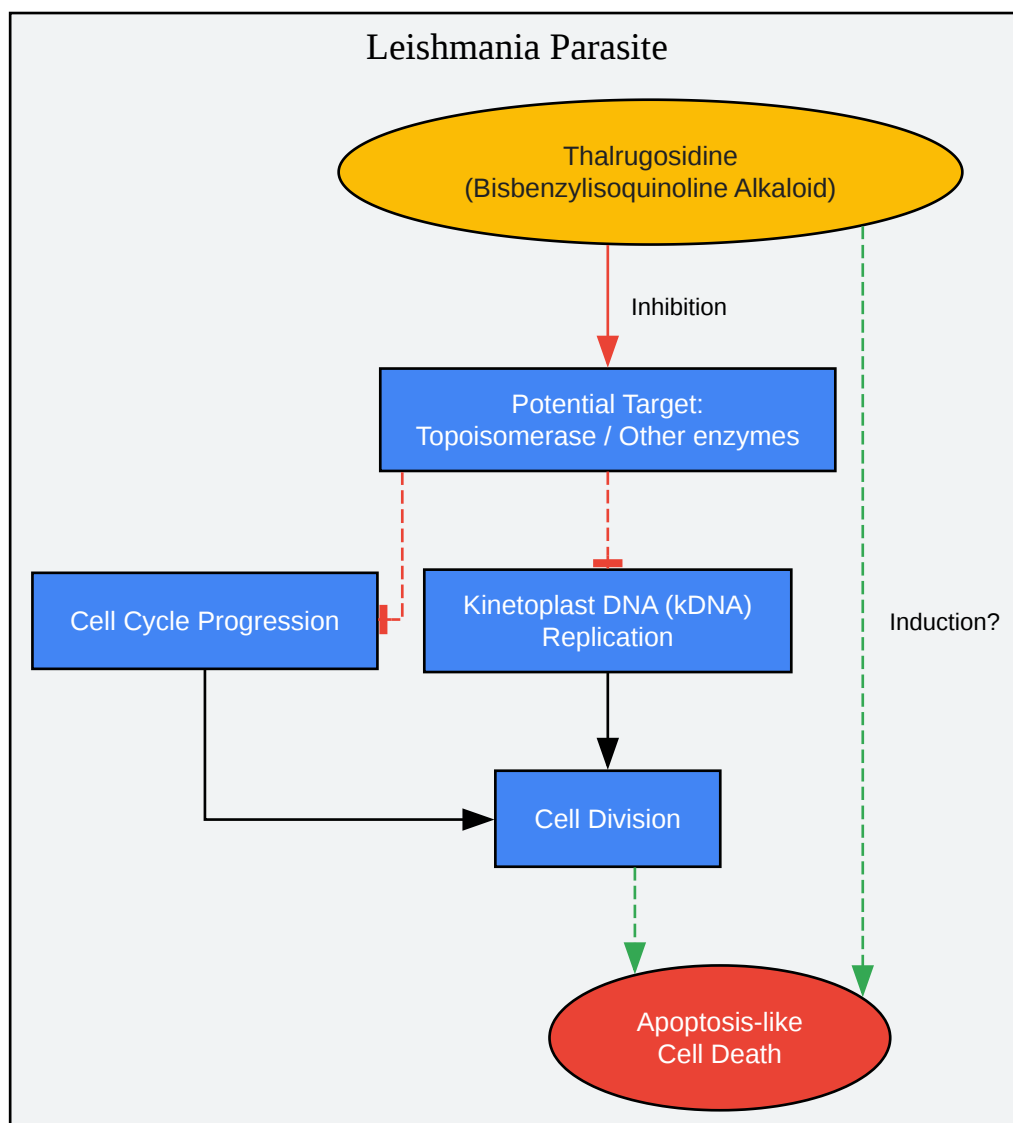 Leishmania Parasite
Thalrugosidine
(Bisbenzylisoquinoline Alkaloid)
Inhibition
Potential Target:
Topoisomerase / Other enzymes
Cell Cycle Progression
Kinetoplast DNA (kDNA)
Replication
Induction?
Cell Division
Apoptosis-like
Cell Death